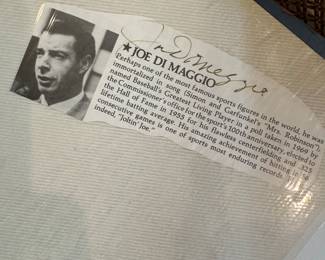 Joe DiMaggio
★JOE DI MAGGIO
Perhaps one of the most famous sports figures in the world, he was
immortalized in song (Simon and Garfunkel's "Mrs. Robinson"),
named Baseball's Greatest Living Player in a poll taken in 1969 by
the Commissioner's office for the sport's 100th anniversary, elected to
the Hall of Fame in 1955 for his flawless centerfielding and .325
lifetime batting average. His amazing achievement of hitting in 56
consecutive games is one of sports most enduring records.
indeed, "Joltin' Joe."